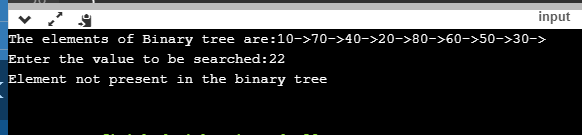 input
The elements of Binary tree are:10->70->40->20->80->60->50->30->
Enter the value to be searched:22
Element not present in the binary tree